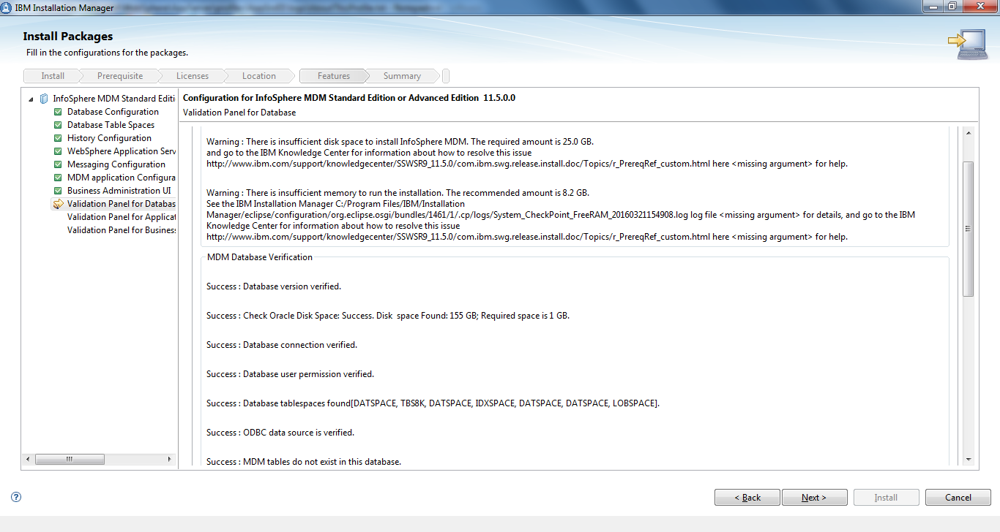 IBM Installation Manager
Install Packages
Fill in the configurations for the packages.
Install
Prerequisite
Licenses
Location
Features
Summary
InfoSphere MDM Standard Editi
Database Configuration
Database Table Spaces
History Configuration
WebSphere Application Serv
Messaging Configuration
MDM application Configura
Business Administration UI
Validation Panel for Databas
Validation Panel for Applicat
Validation Panel for Business
Configuration for InfoSphere MDM Standard Edition or Advanced Edition 11.5.0.0
Validation Panel for Database
Warning : There is insufficient disk space to install InfoSphere MDM. The required amount is 25.0 GB.
and go to the IBM Knowledge Center for information about how to resolve this issue
http://www.ibm.com/support/knowledgecenter/SSWSR9_11.5.0/com.ibm.swg.release.install.doc/Topics/r_PrereqRef_custom.html here <missing argument> for help.
Warning : There is insufficient memory to run the installation. The recommended amount is 8.2 GB.
See the IBM Installation Manager C:/Program Files/IBM/Installation
Manager/eclipse/configuration/org.eclipse.osgi/bundles/1461/1/.cp/logs/System_CheckPoint_FreeRAM_20160321154908.log log file <missing argument> for details, and go to the IBM
Knowledge Center for information about how to resolve this issue
http://www.ibm.com/support/knowledgecenter/SSWSR9_11.5.0/com.ibm.swg.release.install.doc/Topics/r_PrereqRef_custom.html here <missing argument> for help.
MDM Database Verification
Success : Database version verified.
Success : Check Oracle Disk Space: Success. Disk  space Found: 155 GB; Required space is 1 GB.
Success : Database connection verified.
Success : Database user permission verified.
Success : Database tablespaces found[DATSPACE, TBS8K, DATSPACE, IDXSPACE, DATSPACE, DATSPACE, LOBSPACE].
Success : ODBC data source is verified.
Success : MDM tables do not exist in this database.
?
< Back
Next >
Install
Cancel